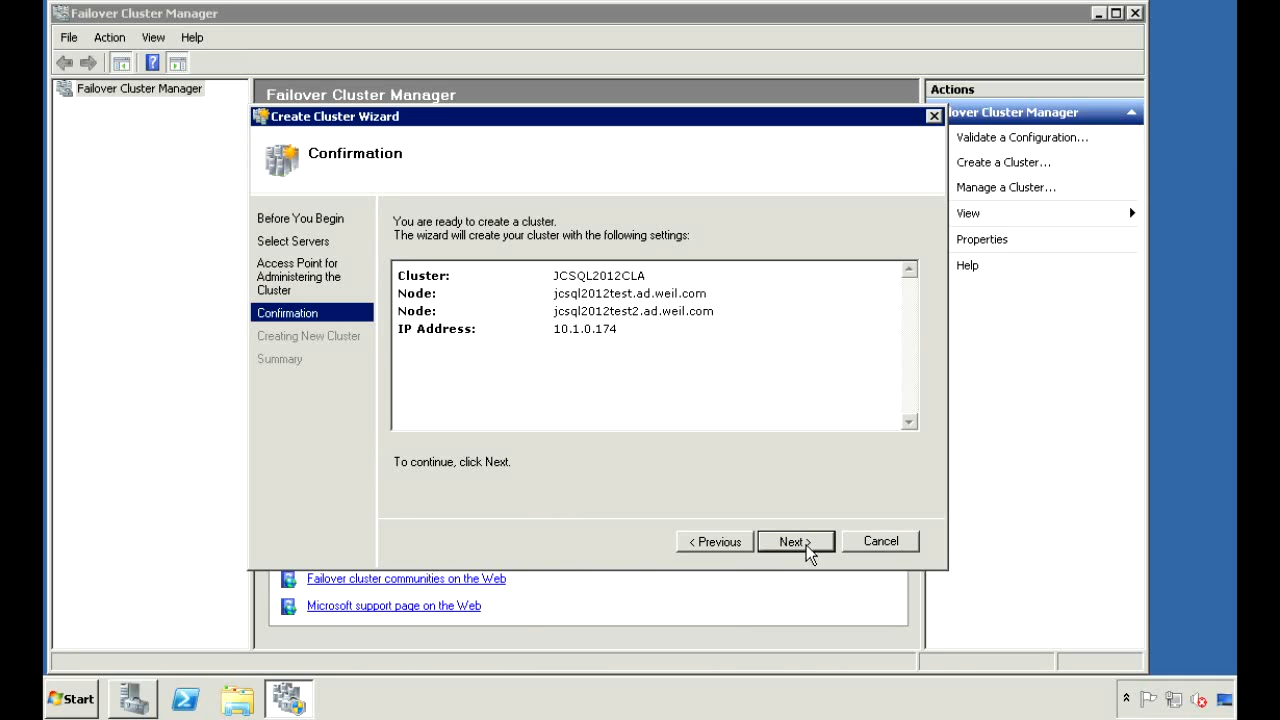 Failover Cluster Manager
File Action View Help
Failover Cluster Manager
Failover Cluster Manager
Actions
lover Cluster Manager
Validate a Configuration...
Create a Cluster...
Manage a Cluster...
View
Properties
Help
Create Cluster Wizard
Confirmation
Before You Begin
Select Servers
Access Point for
Administering the
Cluster
Confirmation
Creating New Cluster
Summary
You are ready to create a cluster.
The wizard will create your cluster with the following settings:
Cluster: JCSQL2012CLA
Node: jcsql2012test.ad.weil.com
Node: jcsql2012test2.ad.weil.com
IP Address: 10.1.0.174
To continue, click Next.
< Previous Next > Cancel
Failover cluster communities on the Web
Microsoft support page on the Web
Start